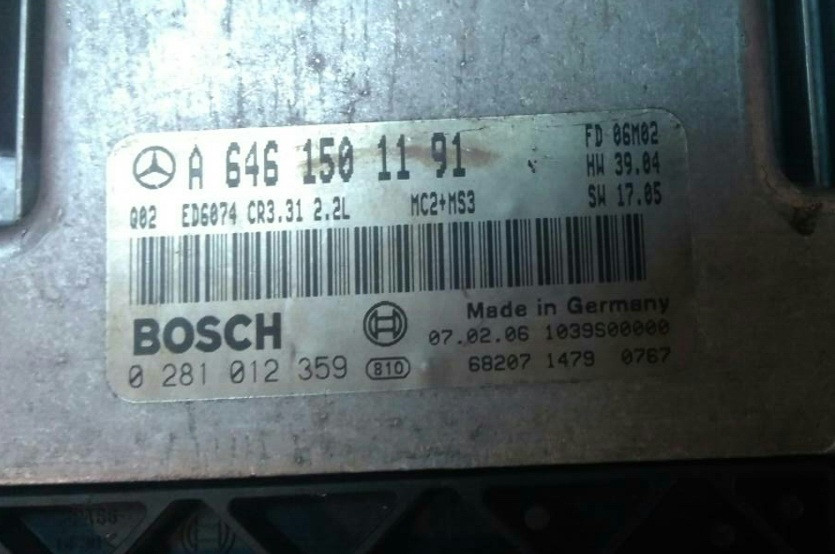 A 646 150 11 91
FD 06M02
HW 39.04
SW 17.05
Q02 ED6074 CR3.31 2.2L MC2+MS3
BOSCH
Made in Germany
07.02.06 1039S00000
0 281 012 359 810
68207 1479 0767